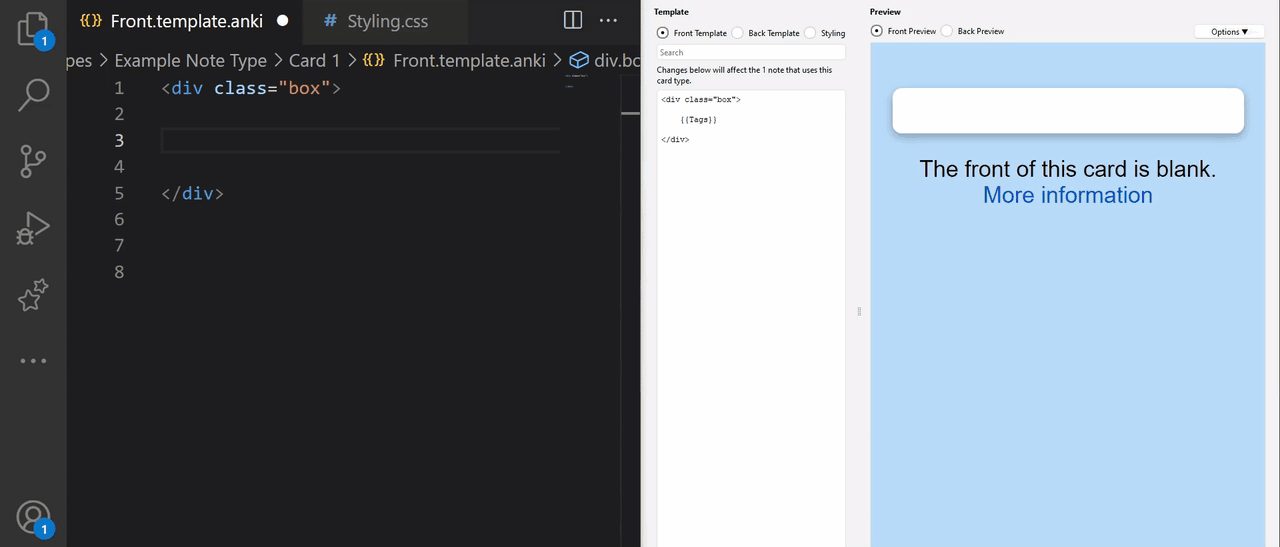 {()} Front.template.anki
# Styling.css
1
pes > Example Note Type > Card 1 > {()} Front.template.anki > div.bo
1 <div class="box">
2
3
4
5 </div>
6
7
8
1
Template
Front Template Back Template Styling
Search
Changes below will affect the 1 note that uses this
card type.
<div class="box">
{{Tags}}
</div>
Preview
Front Preview Back Preview
Options ▼
The front of this card is blank.
More information